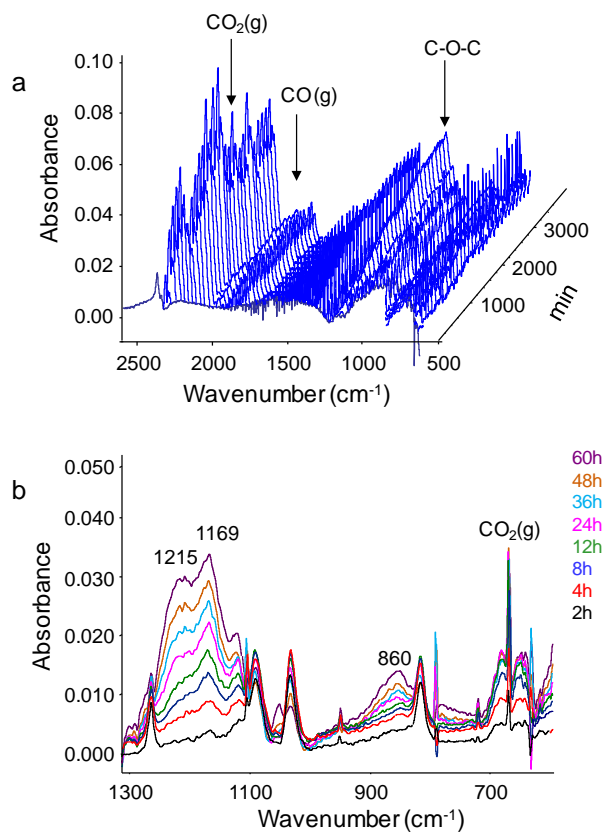 a
CO₂(g)
CO(g)
C-O-C
0.10
0.08
0.06
0.04
0.02
0.00
Absorbance
2500
2000
1500
1000
500
Wavenumber (cm⁻¹)
1000
2000
3000
min
b
0.050
0.040
0.030
0.020
0.010
0.000
Absorbance
1215
1169
860
CO₂(g)
60h
48h
36h
24h
12h
8h
4h
2h
1300
1100
900
700
Wavenumber (cm⁻¹)